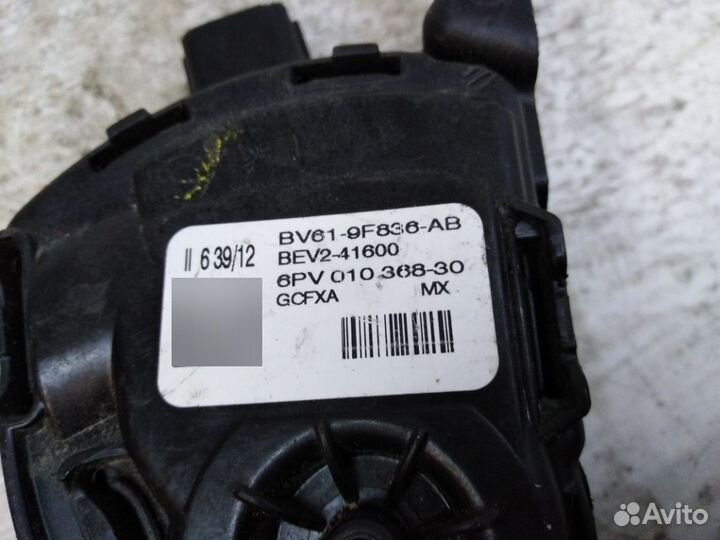 II 6 39/12
BV61-9F836-AB
BEV2-41600
6PV 010 368-30
GCFXA MX
Avito